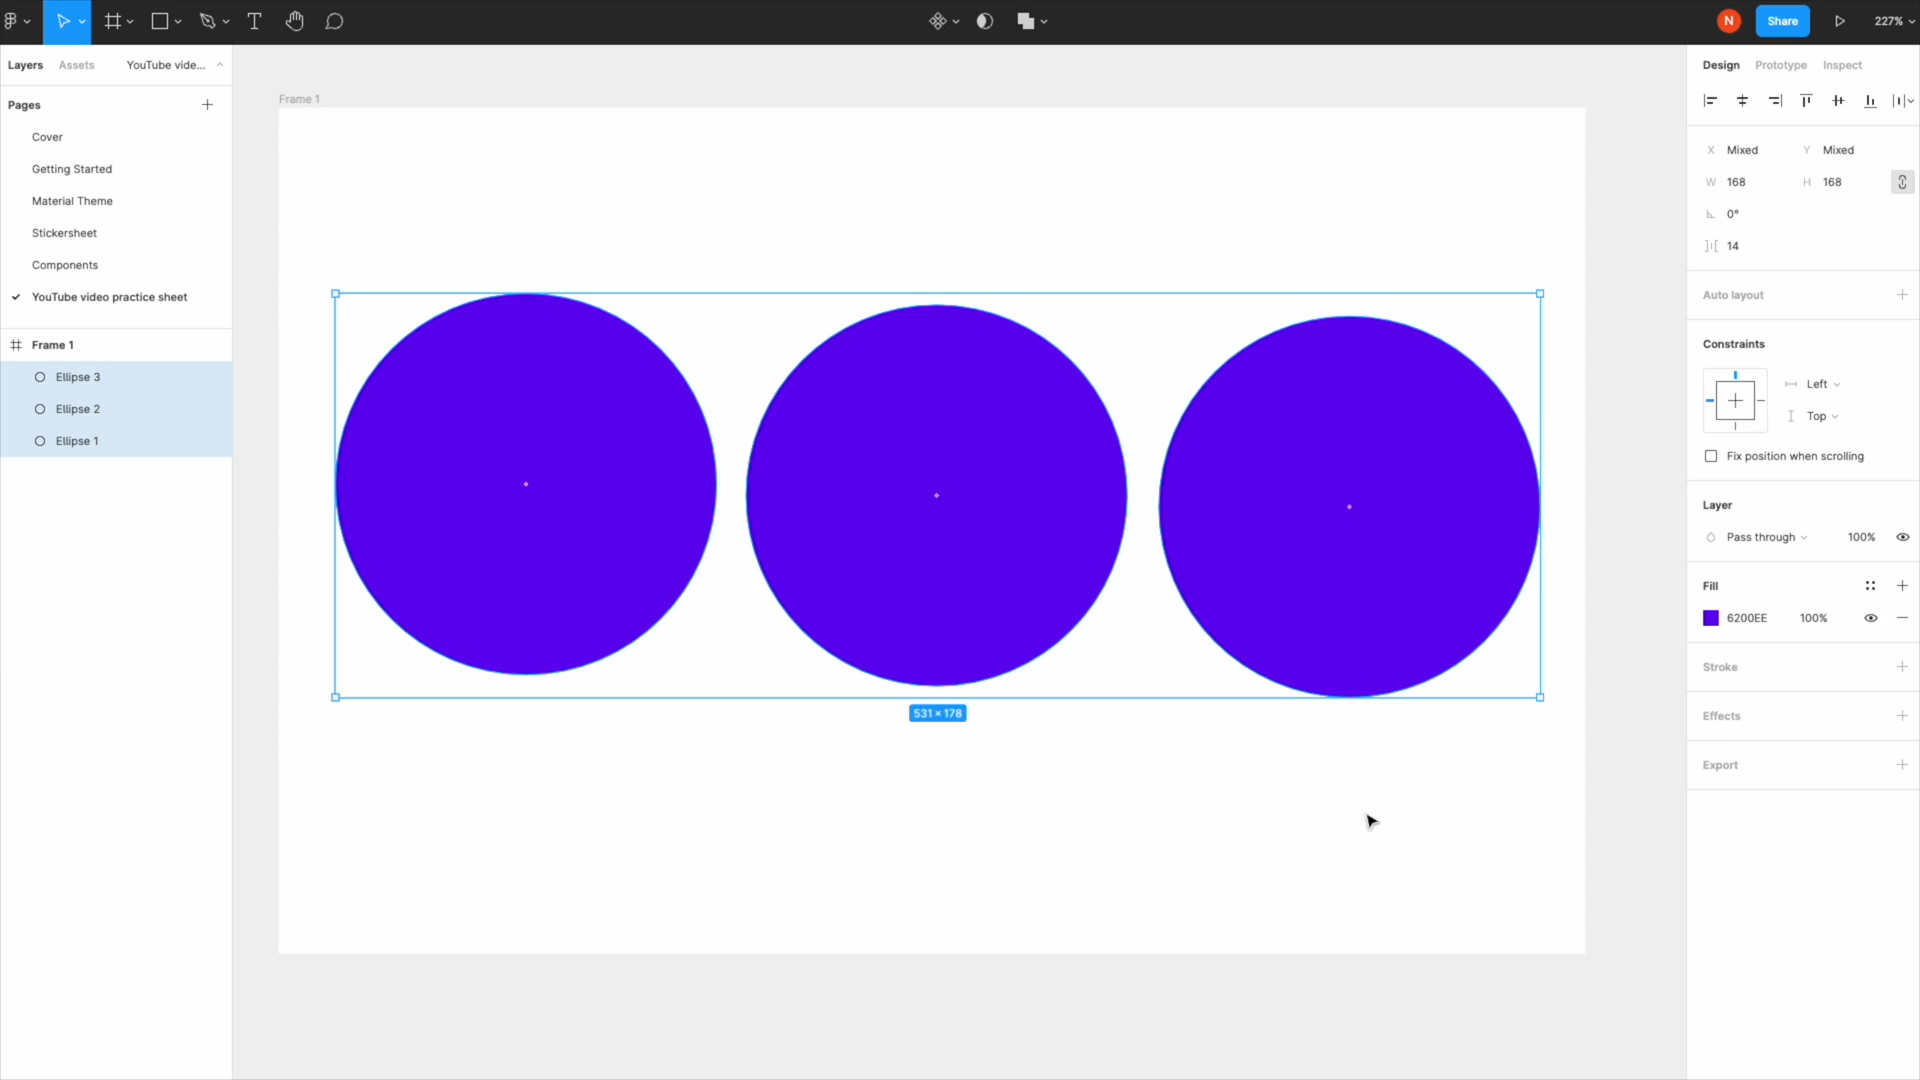 N
Share
227%
Layers
Assets
YouTube vide...
Design
Prototype
Inspect
Pages
Cover
Getting Started
Material Theme
Stickersheet
Components
YouTube video practice sheet
Frame 1
Ellipse 3
Ellipse 2
Ellipse 1
Frame 1
531 × 178
X Mixed Y Mixed
W 168 H 168
0°
14
Auto layout
Constraints
Left
Top
Fix position when scrolling
Layer
Pass through 100%
Fill
6200EE 100%
Stroke
Effects
Export